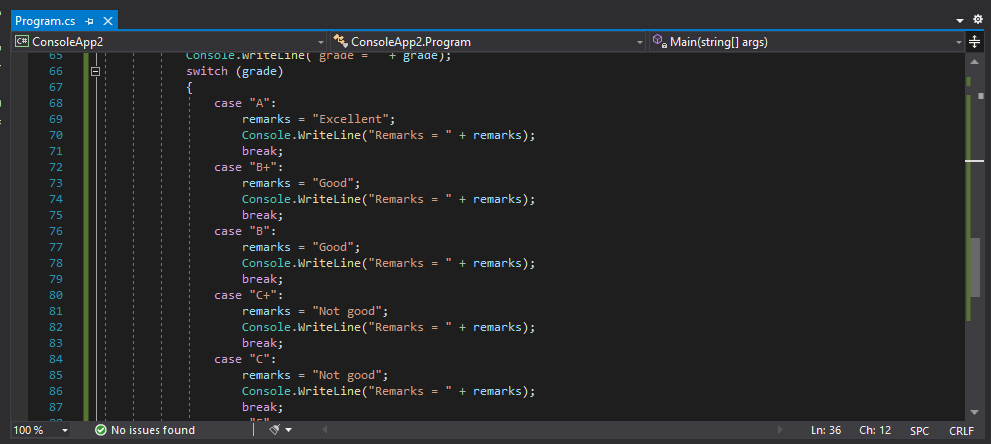 Program.cs
ConsoleApp2 ConsoleApp2.Program Main(string[] args)
65 Console.WriteLine("grade = " + grade);
66 switch (grade)
67 {
68 case "A":
69 remarks = "Excellent";
70 Console.WriteLine("Remarks = " + remarks);
71 break;
72 case "B+":
73 remarks = "Good";
74 Console.WriteLine("Remarks = " + remarks);
75 break;
76 case "B":
77 remarks = "Good";
78 Console.WriteLine("Remarks = " + remarks);
79 break;
80 case "C+":
81 remarks = "Not good";
82 Console.WriteLine("Remarks = " + remarks);
83 break;
84 case "C":
85 remarks = "Not good";
86 Console.WriteLine("Remarks = " + remarks);
87 break;
100 % No issues found Ln: 36 Ch: 12 SPC CRLF